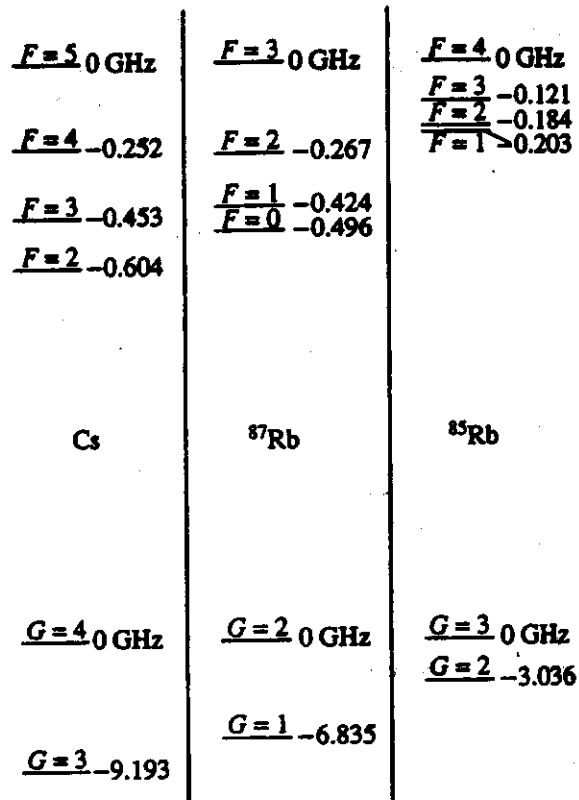 F = 5 0 GHz
F = 4 -0.252
F = 3 -0.453
F = 2 -0.604
Cs
G = 4 0 GHz
G = 3 -9.193
F = 3 0 GHz
F = 2 -0.267
F = 1 -0.424
F = 0 -0.496
⁸⁷Rb
G = 2 0 GHz
G = 1 -6.835
F = 4 0 GHz
F = 3 -0.121
F = 2 -0.184
F = 1 -0.203
⁸⁵Rb
G = 3 0 GHz
G = 2 -3.036